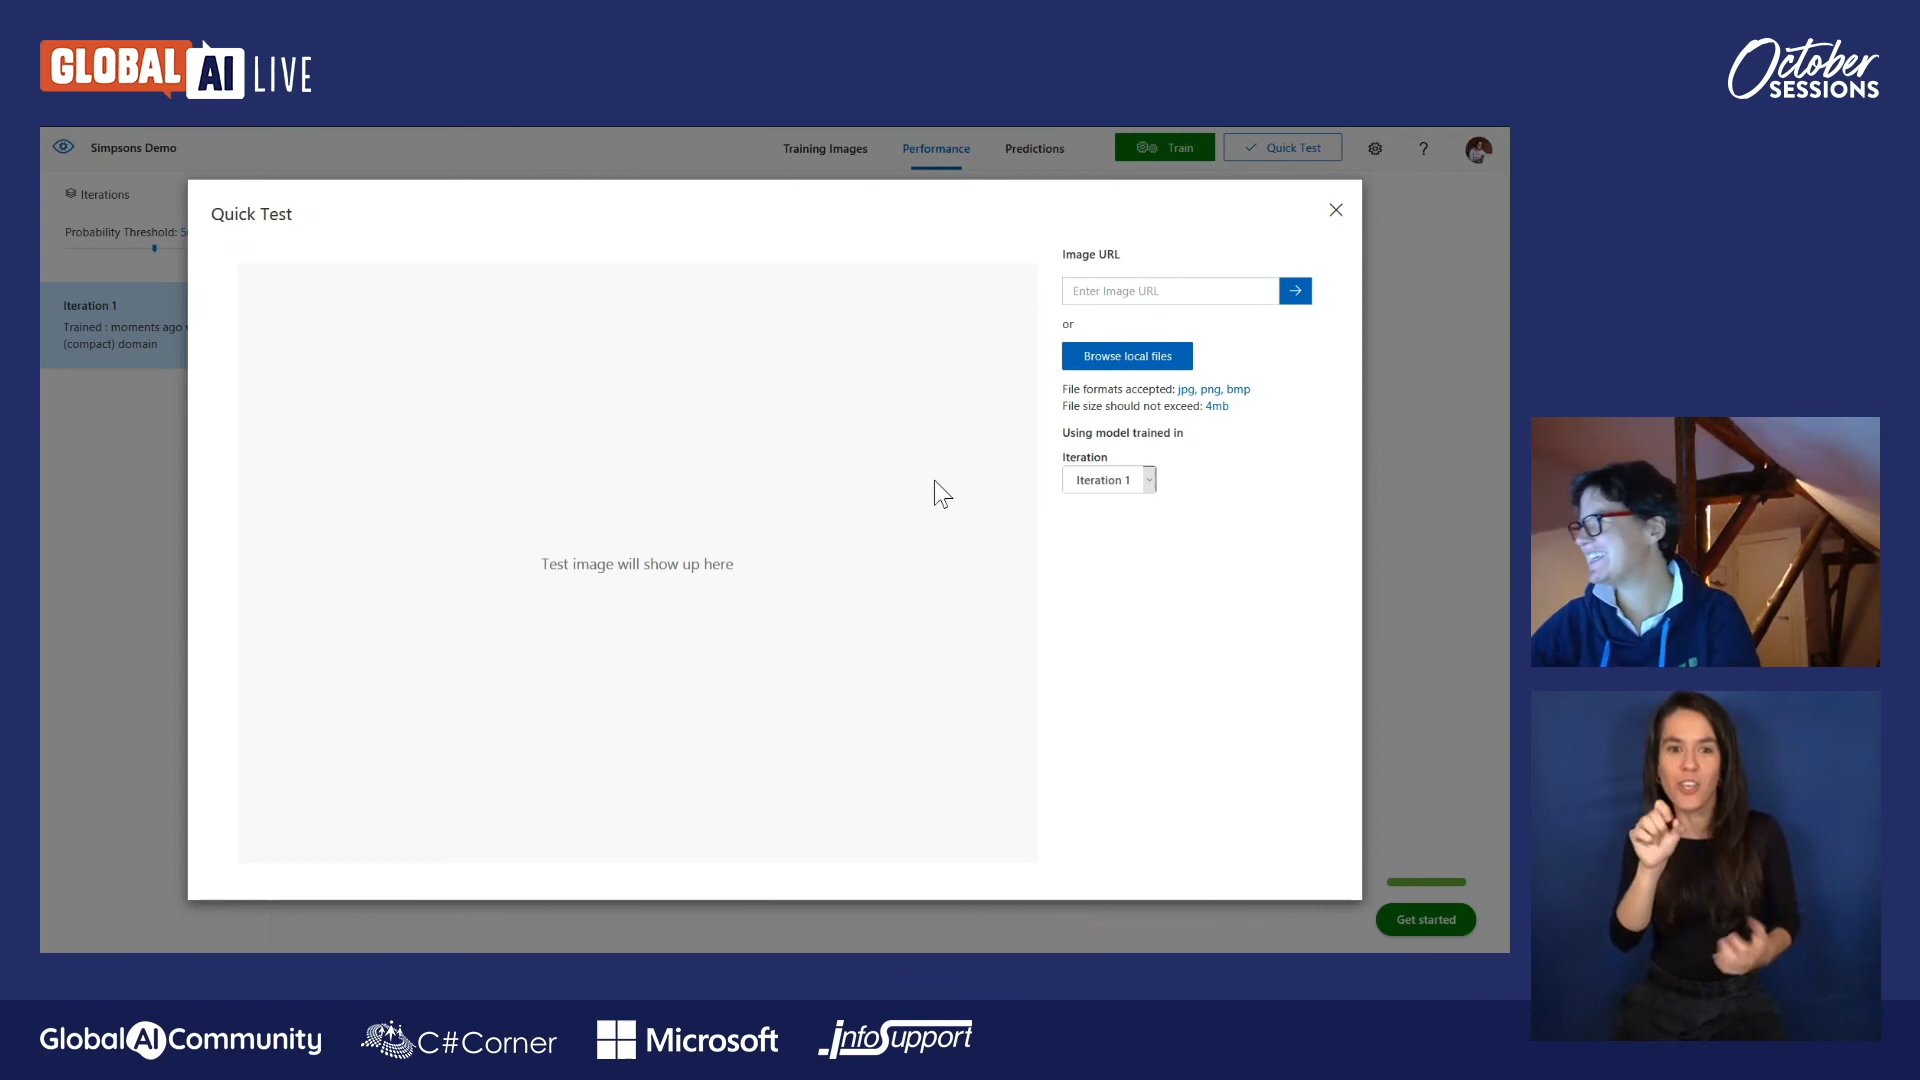 GLOBAL AI LIVE
October
SESSIONS
Simpsons Demo
Training Images
Performance
Predictions
Train
Quick Test
?
Iterations
Probability Threshold: 5
Iteration 1
Trained : moments ago
(compact) domain
Quick Test
Image URL
Enter Image URL
or
Browse local files
File formats accepted: jpg, png, bmp
File size should not exceed: 4mb
Using model trained in
Iteration
Iteration 1
Test image will show up here
Get started
Global AI Community
C#Corner
Microsoft
infoSupport